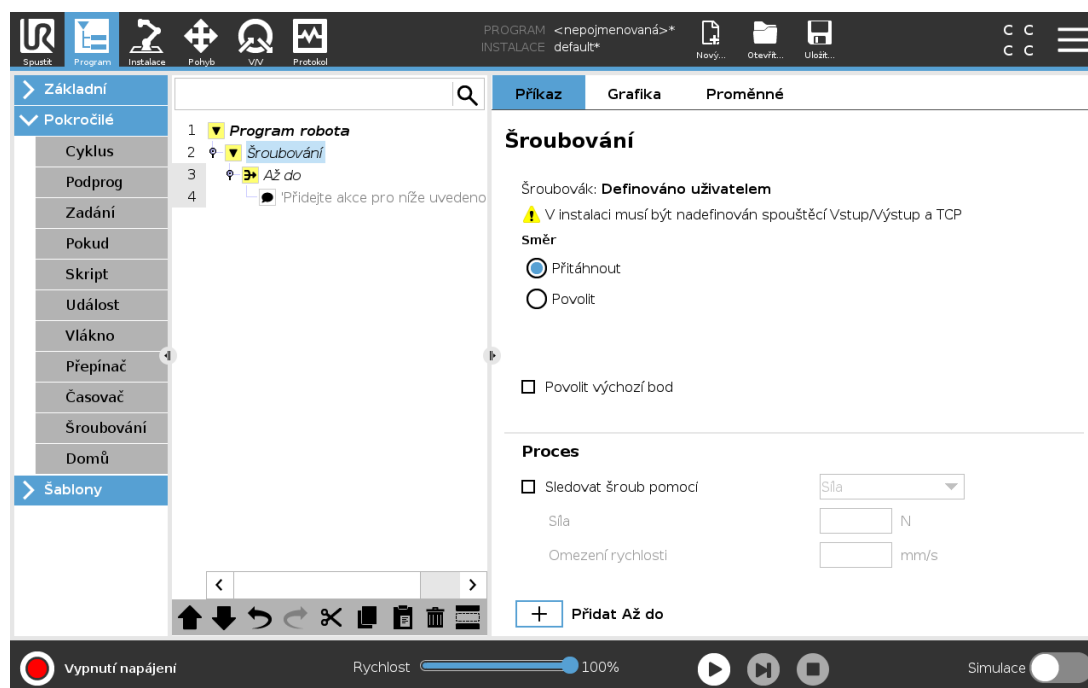 UR
PROGRAM <nepojmenovaná>*
INSTALACE default*
Spustit Program Instalace Pohyb V/V Protokol Nový... Otevřít... Uložit...
C C
C C
Základní
Pokročilé
Cyklus
Podprog
Zadání
Pokud
Skript
Událost
Vlákno
Přepínač
Časovač
Šroubování
Domů
Šablony
1 Program robota
2 Šroubování
3 Až do
4 'Přidejte akce pro níže uvedeno
Příkaz Grafika Proměnné
Šroubování
Šroubovák: Definováno uživatelem
V instalaci musí být nadefinován spouštěcí Vstup/Výstup a TCP
Směr
Přitáhnout
Povolit
Povolit výchozí bod
Proces
Sledovat šroub pomocí Síla
Síla N
Omezení rychlosti mm/s
+ Přidat Až do
Vypnutí napájení Rychlost 100% Simulace